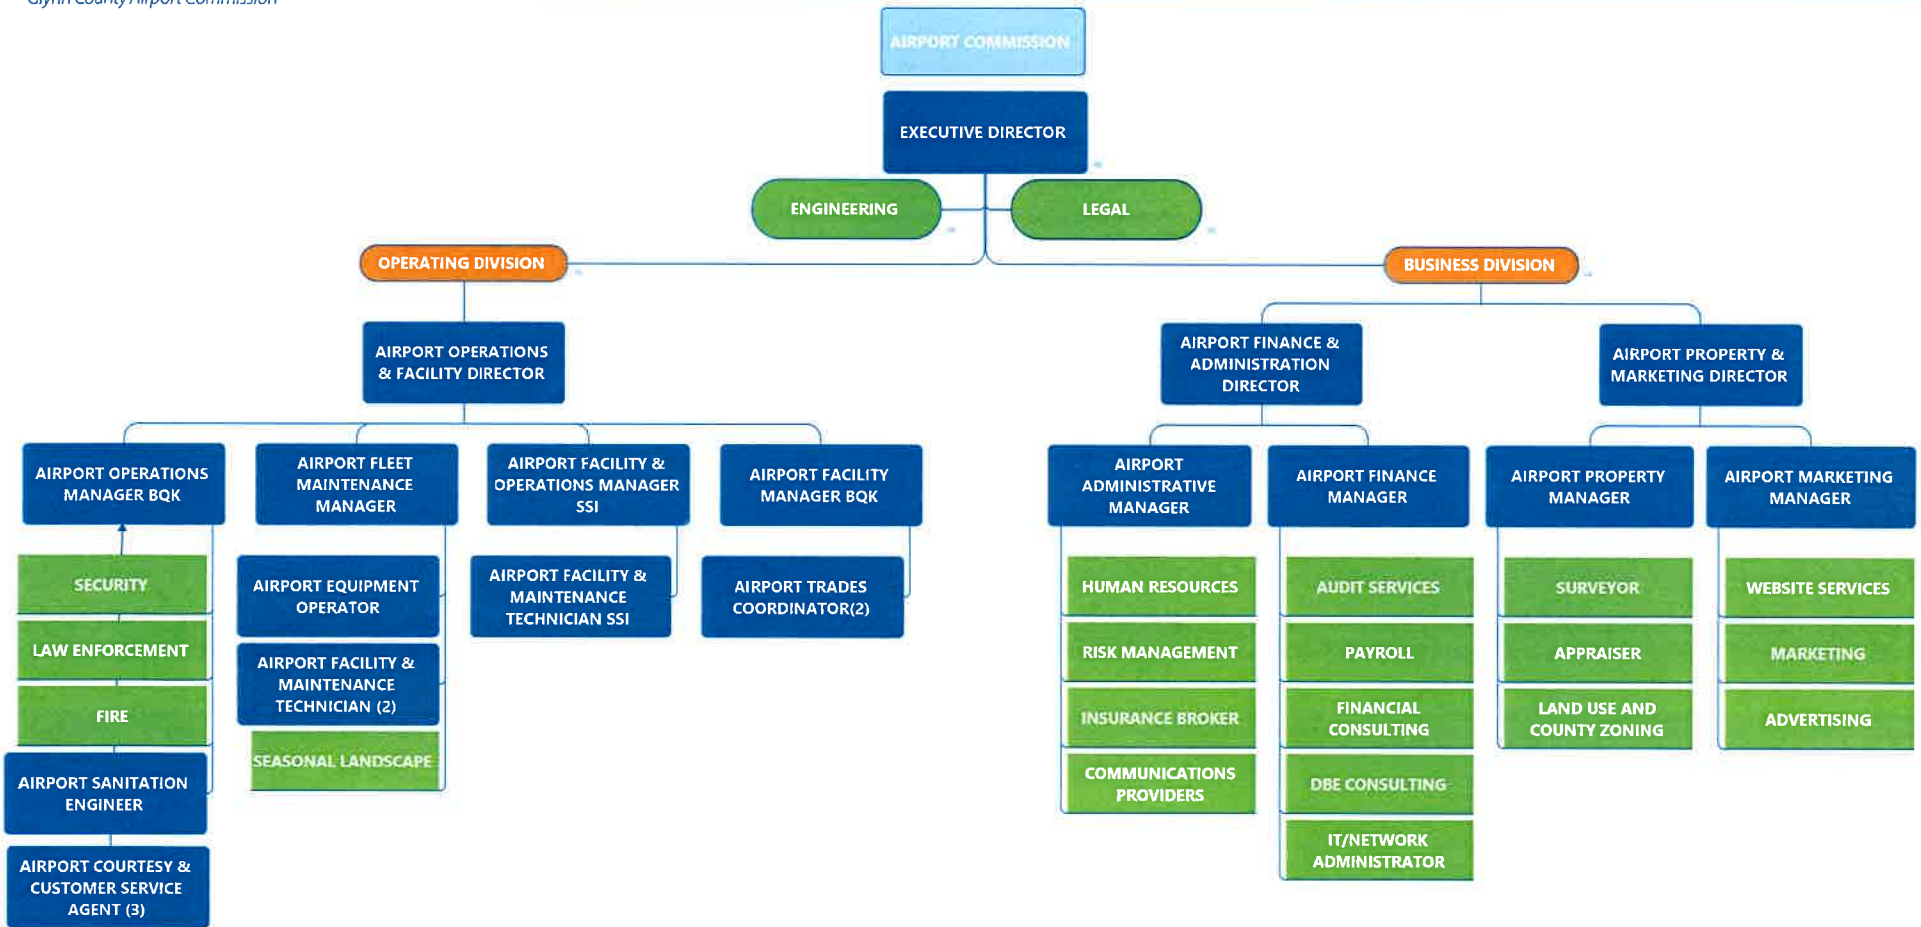 Glynn County Airport Commission
AIRPORT COMMISSION
EXECUTIVE DIRECTOR
ENGINEERING
LEGAL
OPERATING DIVISION
BUSINESS DIVISION
AIRPORT OPERATIONS
& FACILITY DIRECTOR
AIRPORT FINANCE &
ADMINISTRATION
DIRECTOR
AIRPORT PROPERTY &
MARKETING DIRECTOR
AIRPORT OPERATIONS
MANAGER BQK
AIRPORT FLEET
MAINTENANCE
MANAGER
AIRPORT FACILITY &
OPERATIONS MANAGER
SSI
AIRPORT FACILITY
MANAGER BQK
AIRPORT
ADMINISTRATIVE
MANAGER
AIRPORT FINANCE
MANAGER
AIRPORT PROPERTY
MANAGER
AIRPORT MARKETING
MANAGER
SECURITY
LAW ENFORCEMENT
FIRE
AIRPORT SANITATION
ENGINEER
AIRPORT COURTESY &
CUSTOMER SERVICE
AGENT (3)
AIRPORT EQUIPMENT
OPERATOR
AIRPORT FACILITY &
MAINTENANCE
TECHNICIAN (2)
SEASONAL LANDSCAPE
AIRPORT FACILITY &
MAINTENANCE
TECHNICIAN SSI
AIRPORT TRADES
COORDINATOR(2)
HUMAN RESOURCES
RISK MANAGEMENT
INSURANCE BROKER
COMMUNICATIONS
PROVIDERS
AUDIT SERVICES
PAYROLL
FINANCIAL
CONSULTING
DBE CONSULTING
IT/NETWORK
ADMINISTRATOR
SURVEYOR
APPRAISER
LAND USE AND
COUNTY ZONING
WEBSITE SERVICES
MARKETING
ADVERTISING